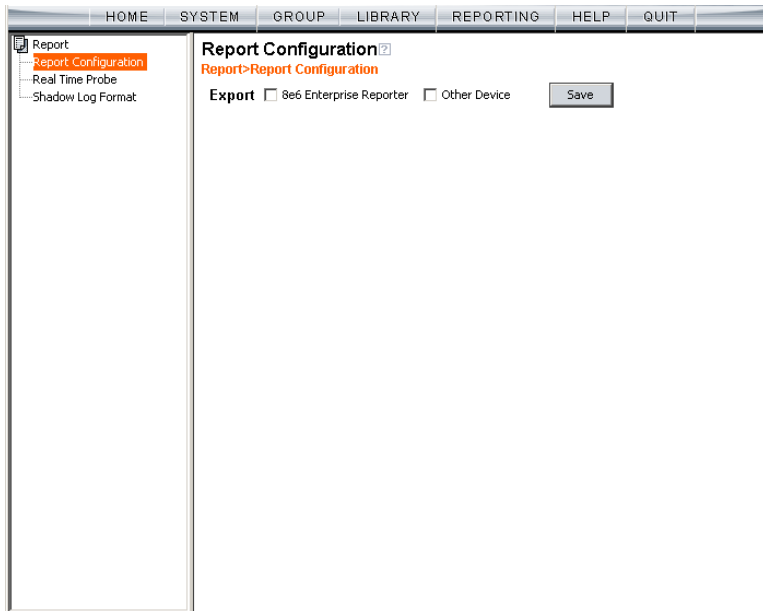 HOME SYSTEM GROUP LIBRARY REPORTING HELP QUIT
Report
Report Configuration
Real Time Probe
Shadow Log Format
Report Configuration?
Report>Report Configuration
Export 8e6 Enterprise Reporter Other Device Save